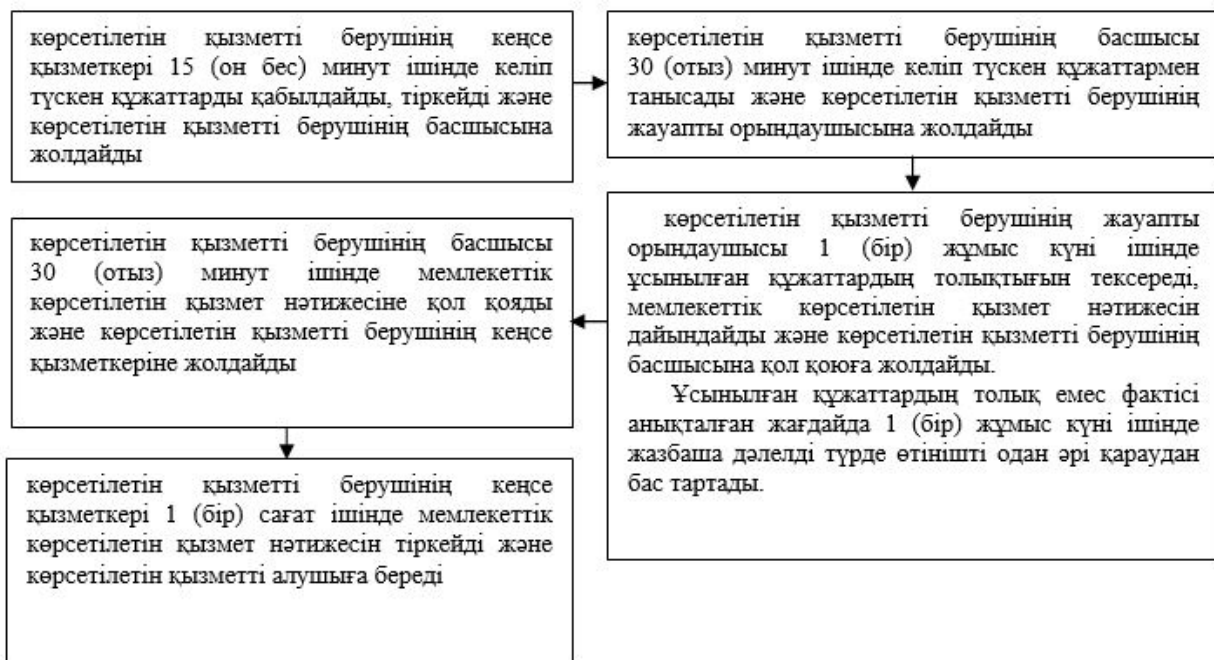 көрсетілетін қызметті берушінің кеңсе
қызметкері 15 (он бес) минут ішінде келіп
түскен құжаттарды қабылдайды, тіркейді және
көрсетілетін қызметті берушінің басшысына
жолдайды
көрсетілетін қызметті берушінің басшысы
30 (отыз) минут ішінде келіп түскен құжаттармен
танысады және көрсетілетін қызметті берушінің
жауапты орындаушысына жолдайды
көрсетілетін қызметті берушінің жауапты
орындаушысы 1 (бір) жұмыс күні ішінде
ұсынылған құжаттардың толықтығын тексереді,
мемлекеттік көрсетілетін қызмет нәтижесін
дайындайды және көрсетілетін қызметті берушінің
басшысына қол қоюға жолдайды.
Ұсынылған құжаттардың толық емес фактісі
анықталған жағдайда 1 (бір) жұмыс күні ішінде
жазбаша дәлелді түрде өтінішті одан әрі қараудан
бас тартады.
көрсетілетін қызметті берушінің басшысы
30 (отыз) минут ішінде мемлекеттік
көрсетілетін қызмет нәтижесіне қол қояды
және көрсетілетін қызметті берушінің кеңсе
қызметкеріне жолдайды
көрсетілетін қызметті берушінің кеңсе
қызметкері 1 (бір) сағат ішінде мемлекеттік
көрсетілетін қызмет нәтижесін тіркейді және
көрсетілетін қызметті алушыға береді